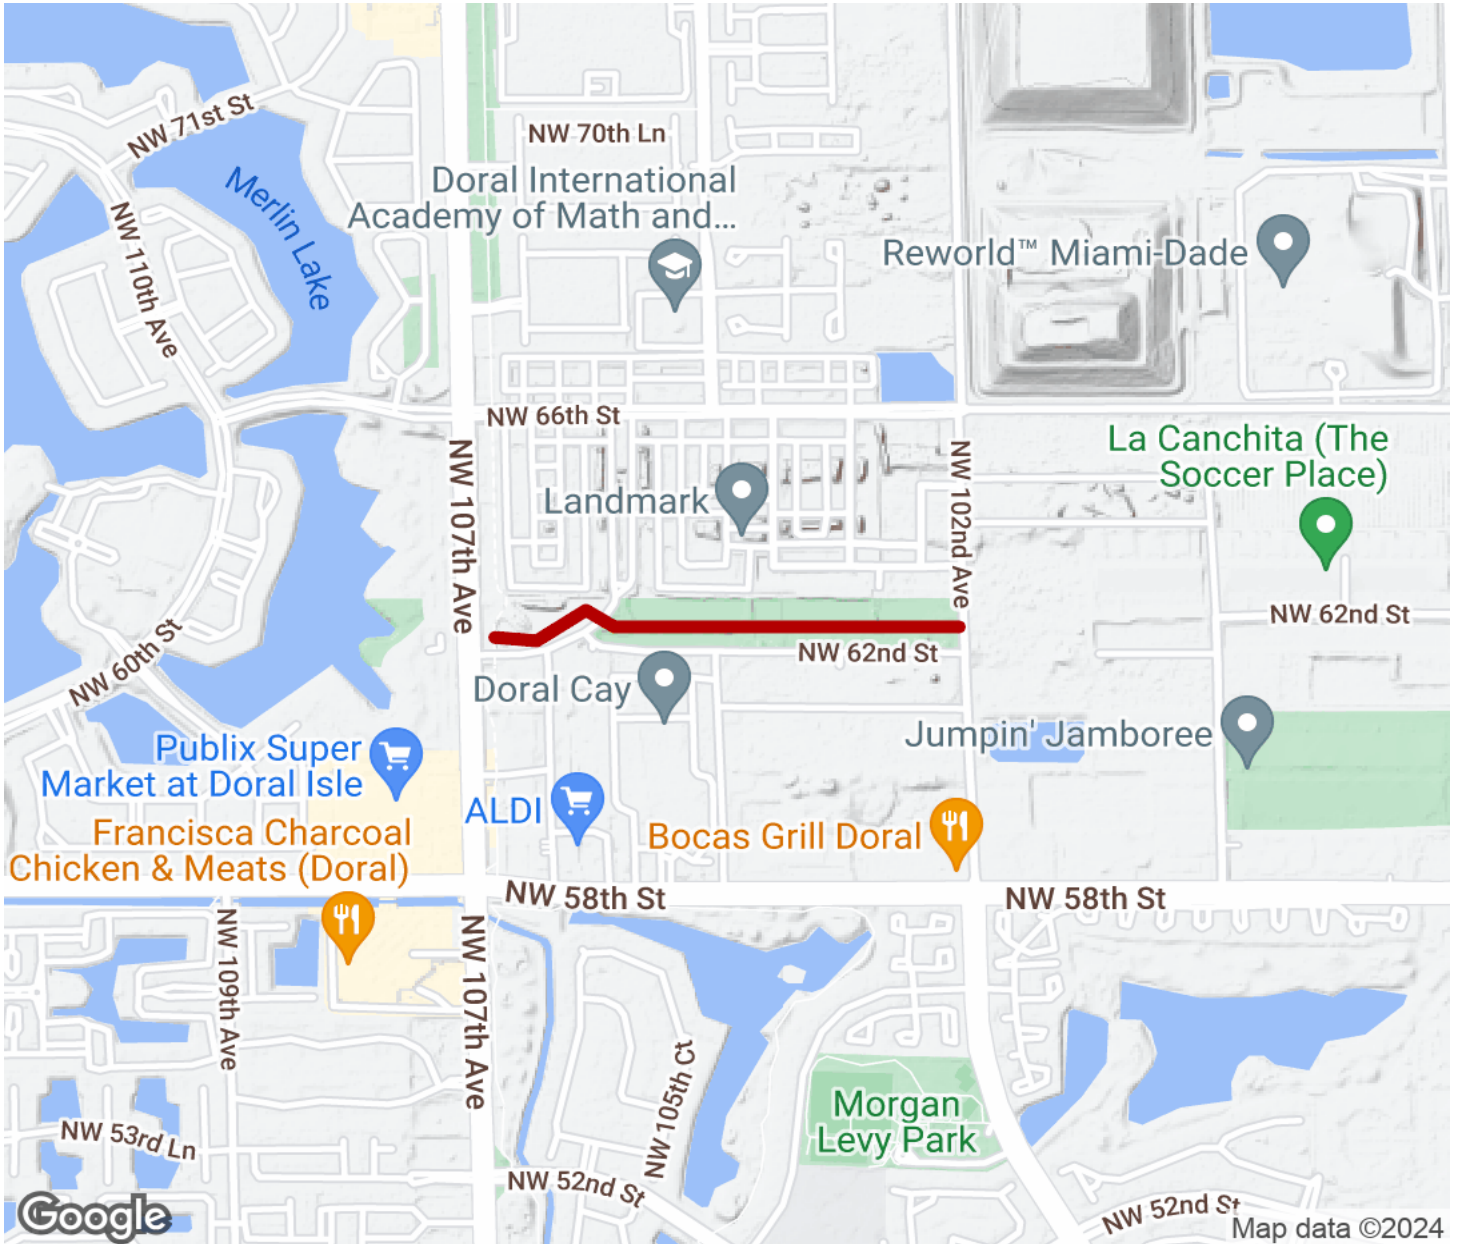 NW 71st St
NW 70th Ln
Merlin Lake
Doral International
Academy of Math and...
NW 110th Ave
Reworld™ Miami-Dade
NW 66th St
La Canchita (The
Soccer Place)
NW 107th Ave
Landmark
NW 102nd Ave
NW 62nd St
NW 60th St
NW 62nd St
Doral Cay
Jumpin' Jamboree
Publix Super
Market at Doral Isle
ALDI
Francisca Charcoal
Chicken & Meats (Doral)
Bocas Grill Doral
NW 58th St
NW 58th St
NW 109th Ave
NW 107th Ave
NW 105th Ct
Morgan
Levy Park
NW 53rd Ln
NW 52nd St
NW 52nd St
Google
Map data ©2024